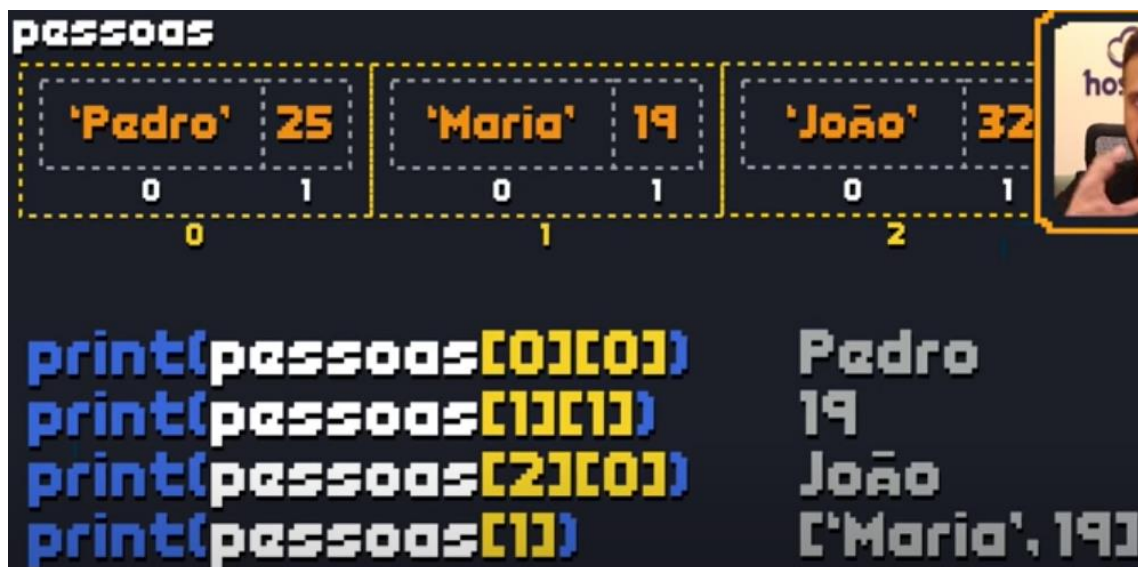 pessoas
'Pedro' 25 'Maria' 19 'João' 32
0 1 0 1 0 1
0 1 2
print(pessoas[0][0]) Pedro
print(pessoas[1][1]) 19
print(pessoas[2][0]) João
print(pessoas[1]) ['Maria', 19]